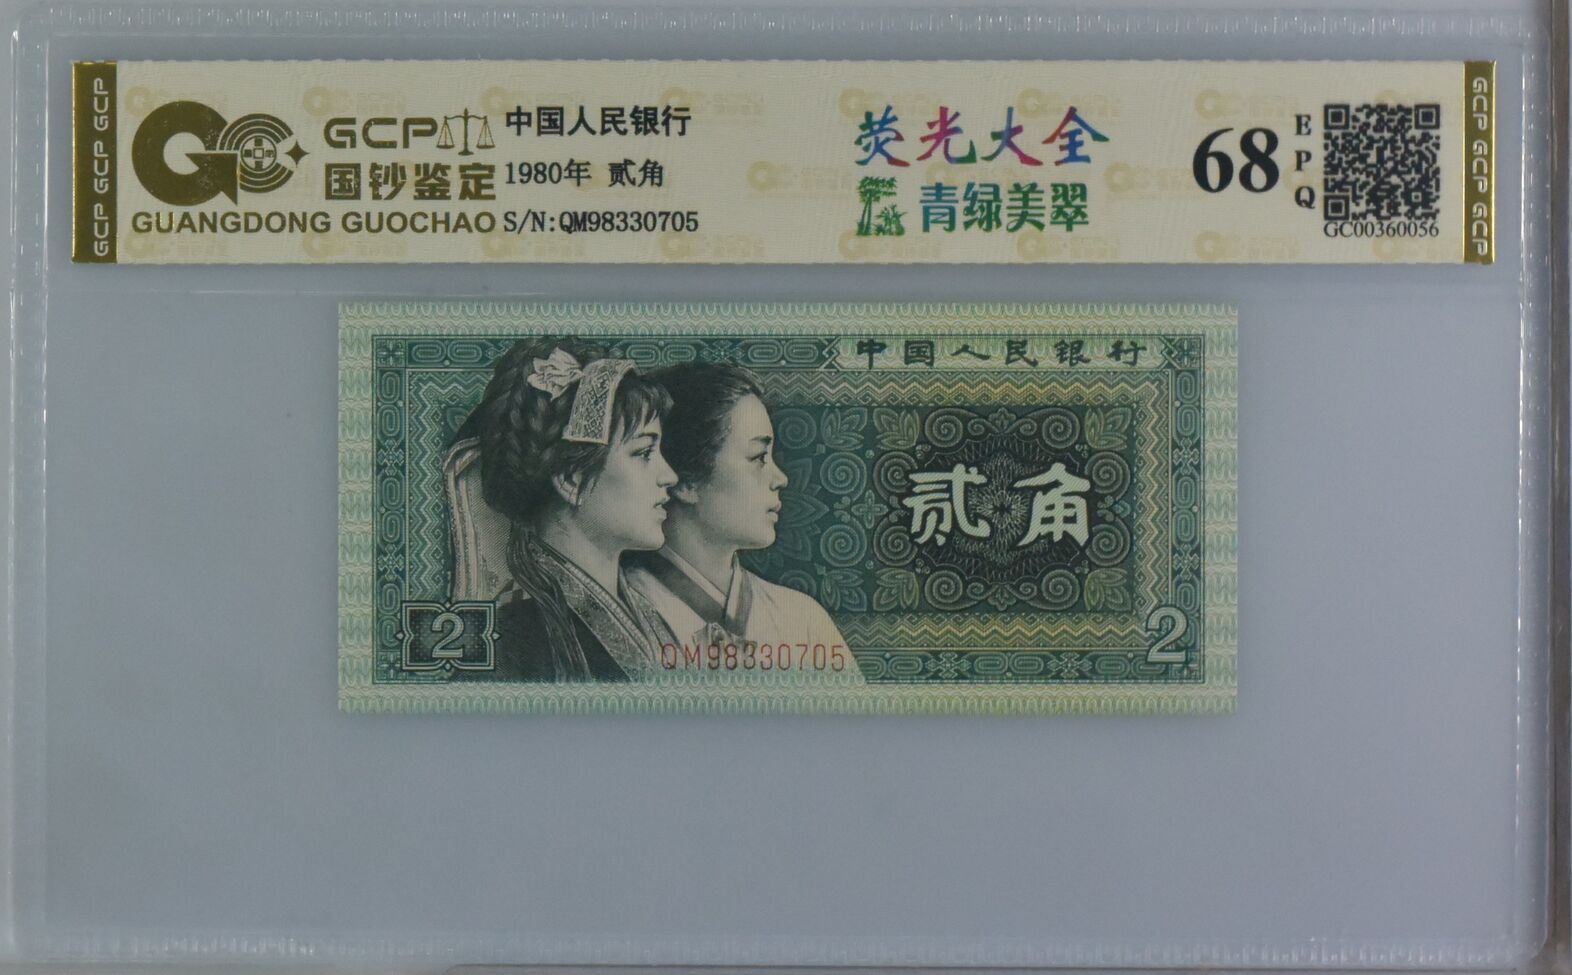 GCP GCP GCP
GCP
国钞鉴定
GUANGDONG GUOCHAO
中国人民银行
1980年 贰角
S/N:QM98330705
荧光大全
青绿美翠
68
EPQ
GC00360056
GCP GCP GCP
中国人民银行
贰角
2
QM98330705
2